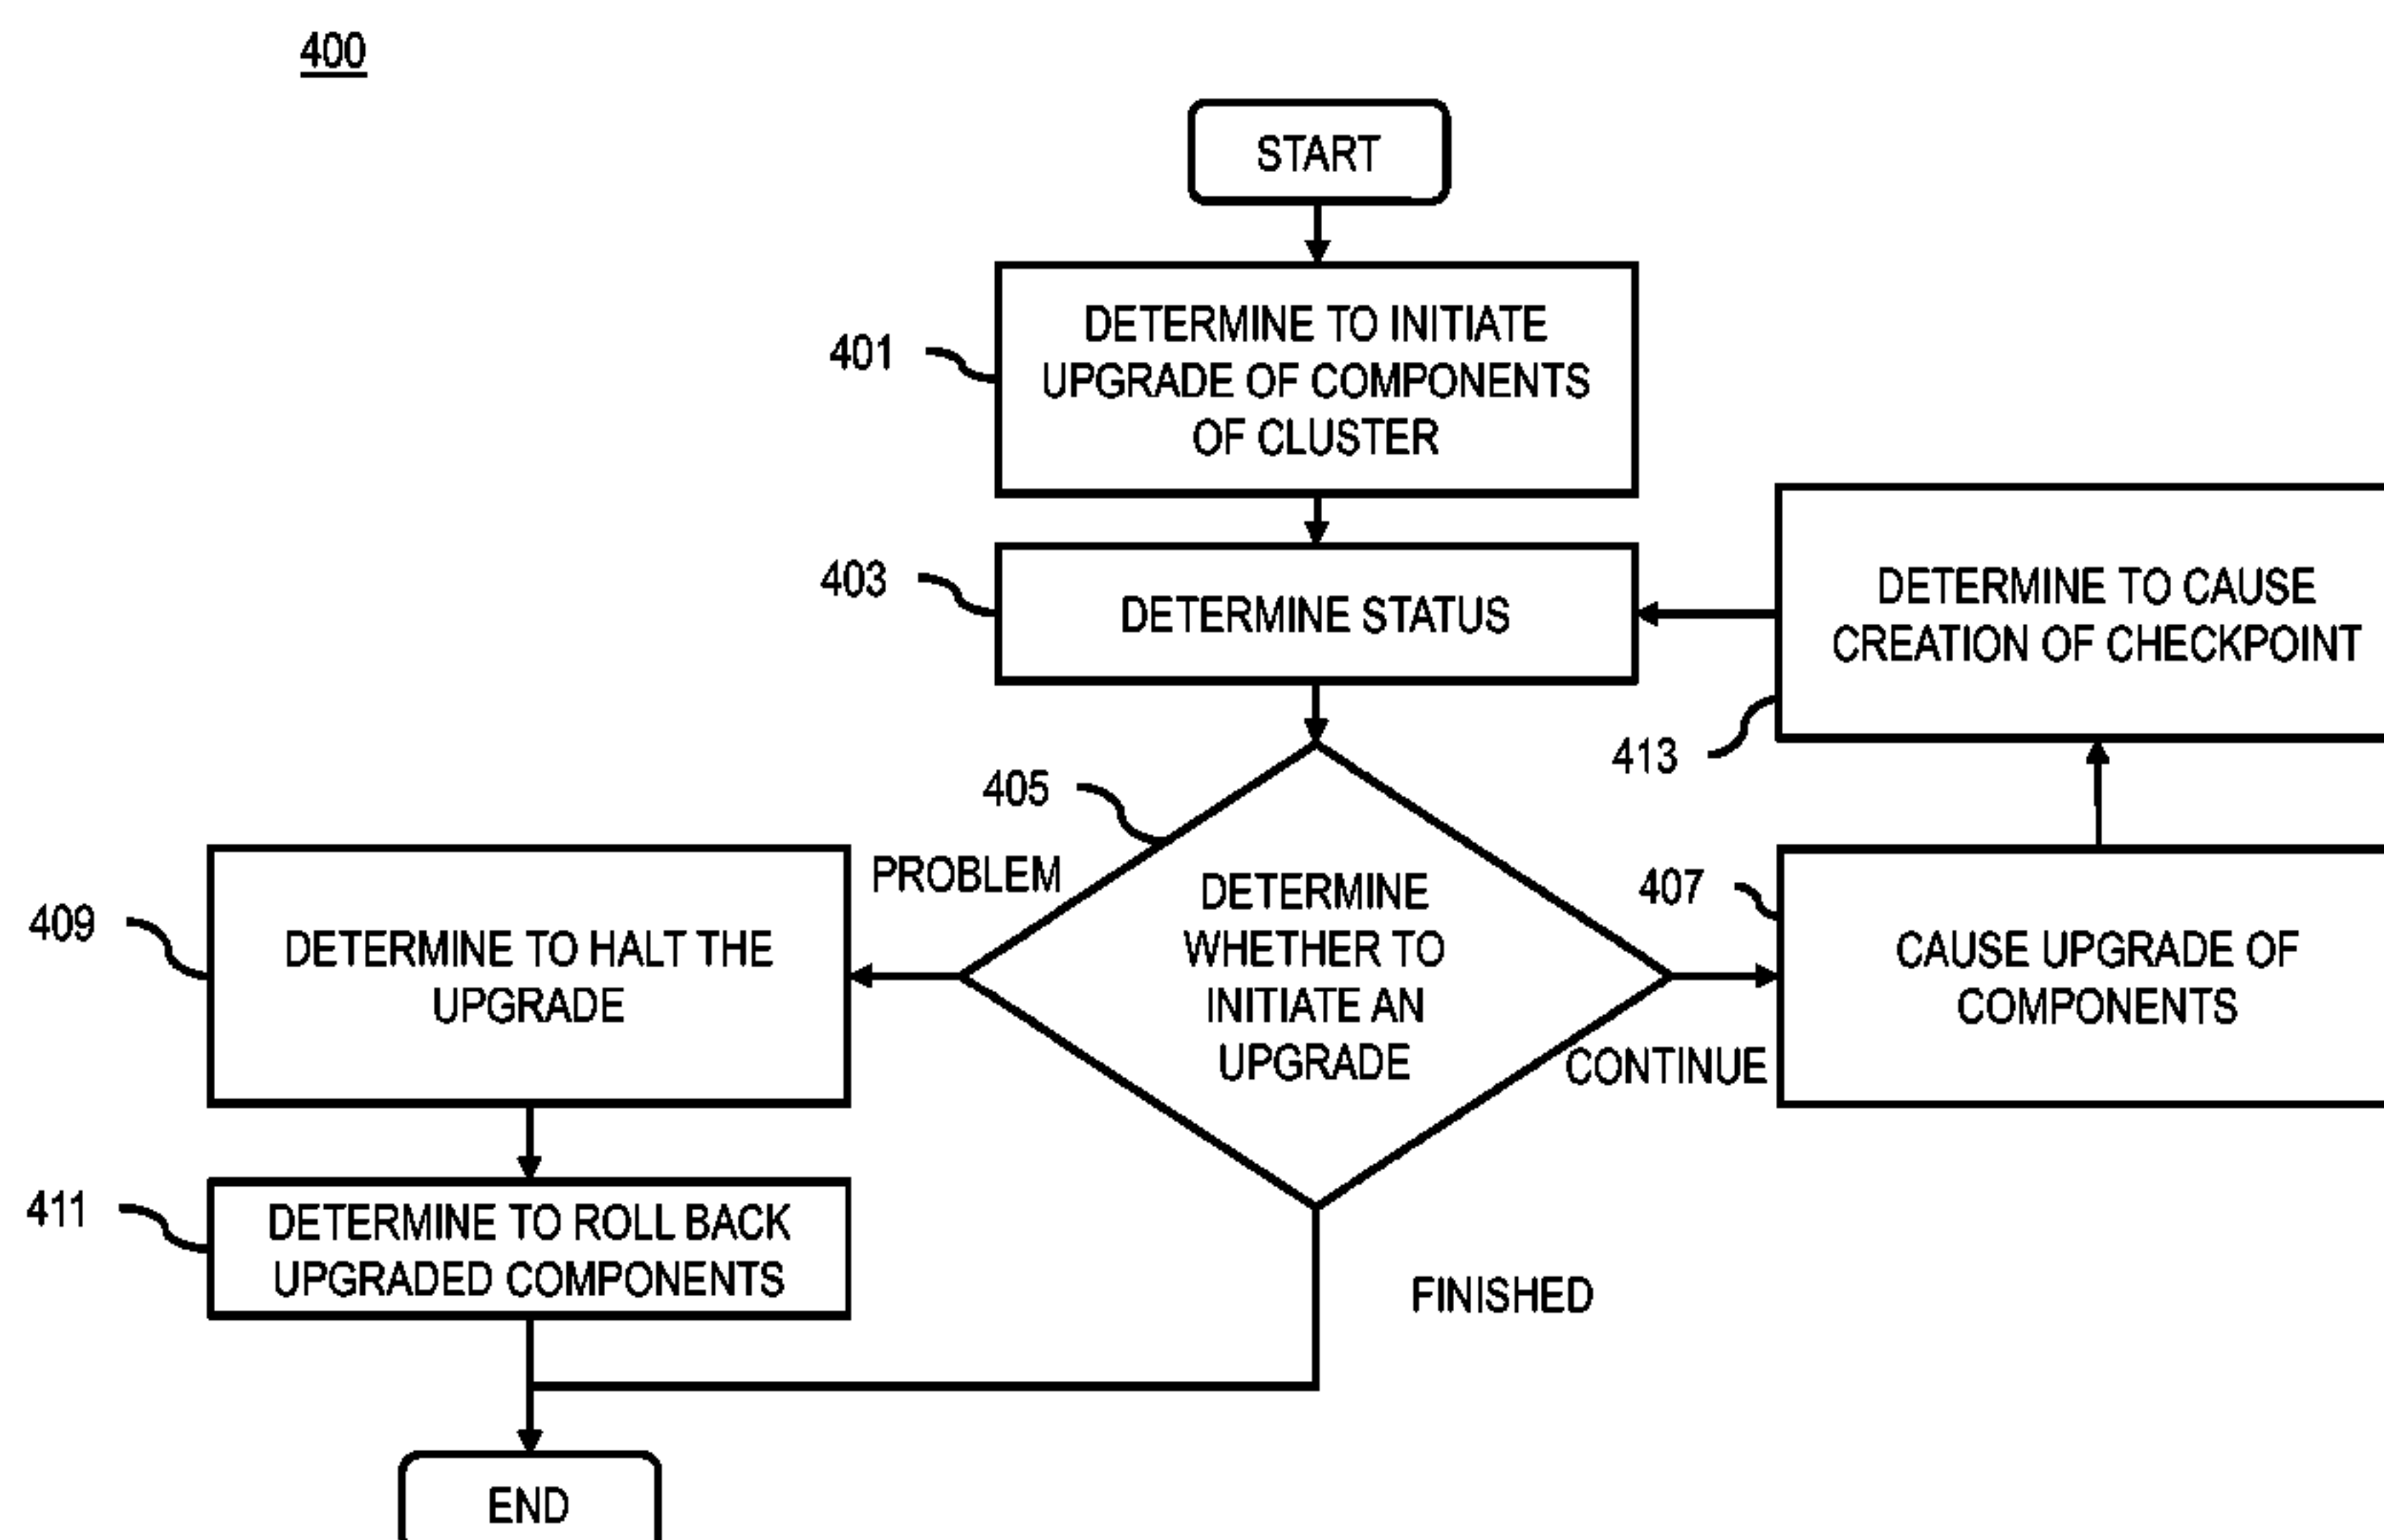 400
START
401
DETERMINE TO INITIATE
UPGRADE OF COMPONENTS
OF CLUSTER
403
DETERMINE STATUS
DETERMINE TO CAUSE
CREATION OF CHECKPOINT
413
405
PROBLEM
DETERMINE
WHETHER TO
INITIATE AN
UPGRADE
407
CAUSE UPGRADE OF
COMPONENTS
CONTINUE
409
DETERMINE TO HALT THE
UPGRADE
411
DETERMINE TO ROLL BACK
UPGRADED COMPONENTS
FINISHED
END